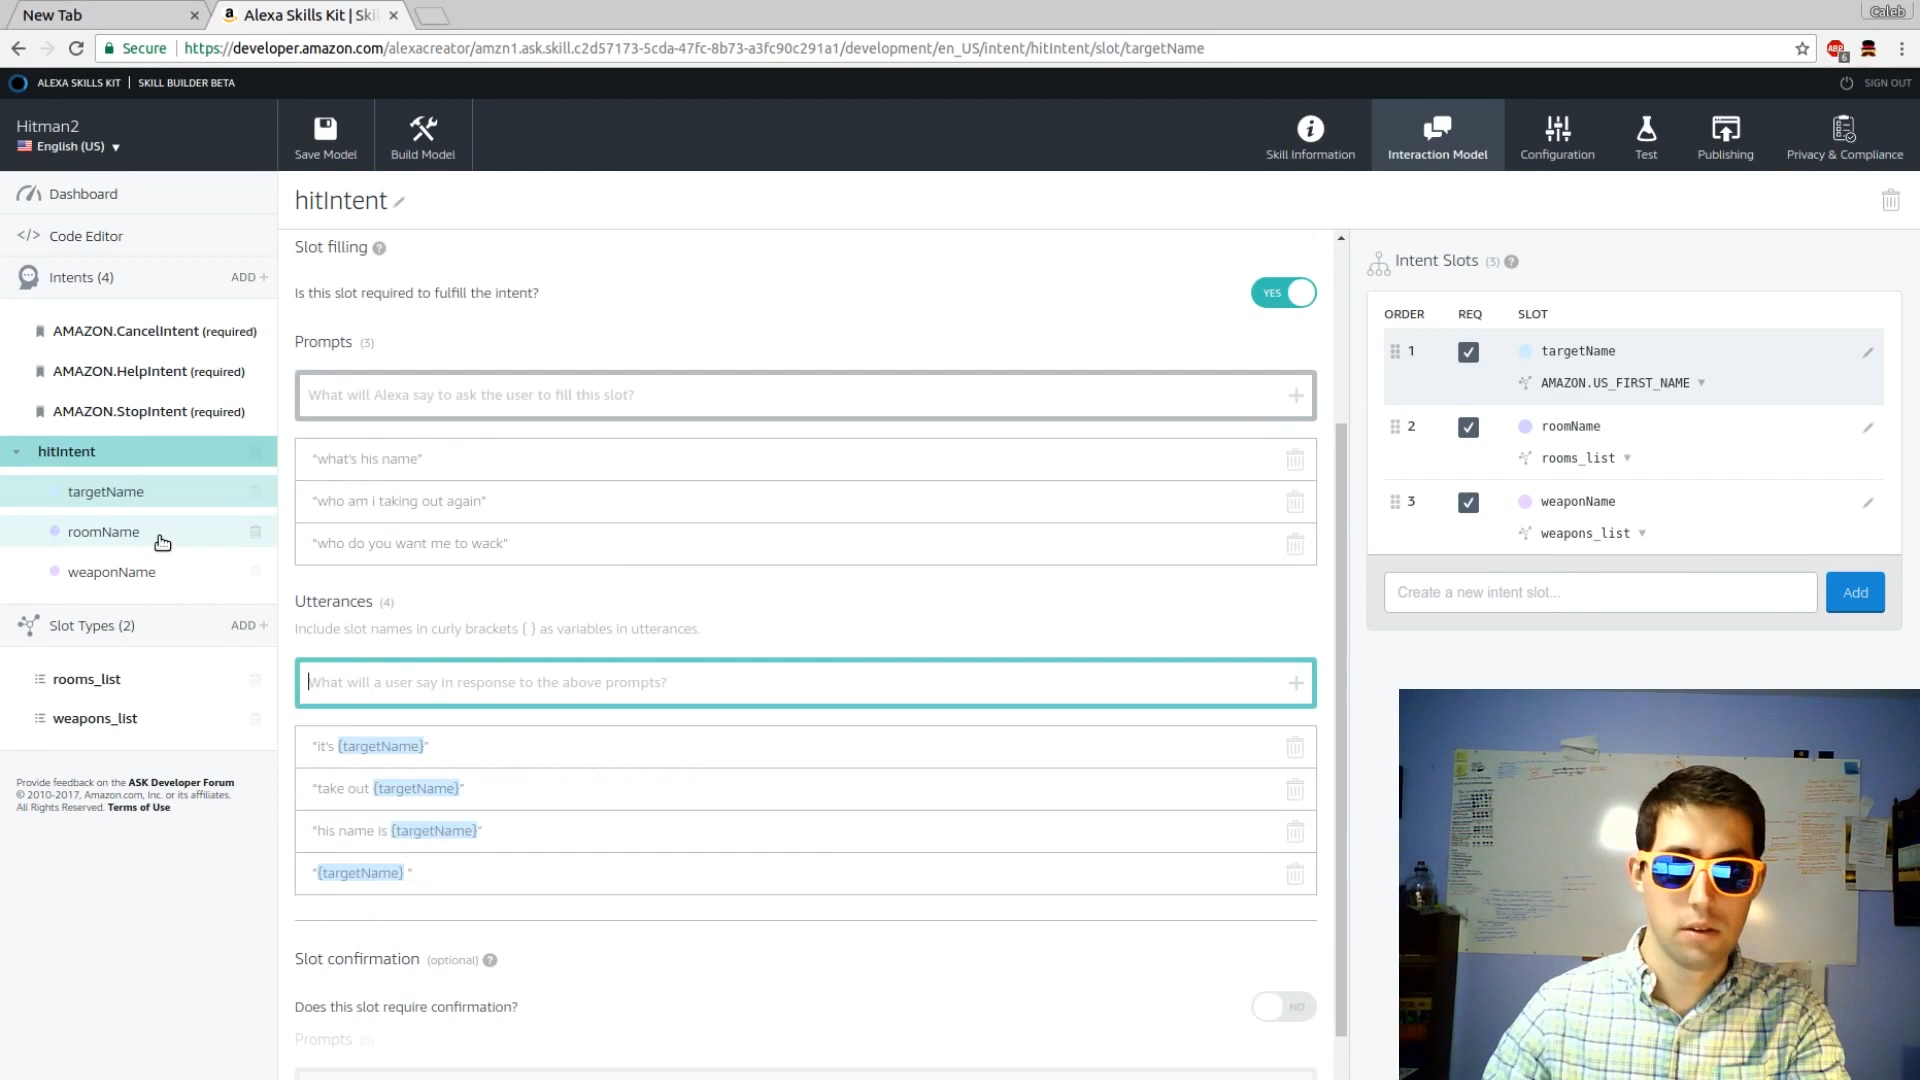 New Tab
Alexa Skills Kit | Skil
Caleb
Secure
https://developer.amazon.com/alexacreator/amzn1.ask.skill.c2d57173-5cda-47fc-8b73-a3fc90c291a1/development/en_US/intent/hitIntent/slot/targetName
ABP
6
ALEXA SKILLS KIT | SKILL BUILDER BETA
SIGN OUT
Hitman2
English (US)
Save Model
Build Model
Skill Information
Interaction Model
Configuration
Test
Publishing
Privacy & Compliance
Dashboard
Code Editor
Intents (4)
ADD +
AMAZON.CancelIntent (required)
AMAZON.HelpIntent (required)
AMAZON.StopIntent (required)
hitIntent
targetName
roomName
weaponName
Slot Types (2)
ADD +
rooms_list
weapons_list
Provide feedback on the ASK Developer Forum
© 2010-2017, Amazon.com, Inc. or its affiliates.
All Rights Reserved. Terms of Use
hitIntent
Slot filling ?
Is this slot required to fulfill the intent?
YES
Prompts (3)
What will Alexa say to ask the user to fill this slot?
"what's his name"
"who am i taking out again"
"who do you want me to wack"
Utterances (4)
Include slot names in curly brackets { } as variables in utterances.
What will a user say in response to the above prompts?
"it's {targetName}"
"take out {targetName}"
"his name is {targetName}"
"{targetName} "
Slot confirmation (optional) ?
Does this slot require confirmation?
NO
Prompts (0)
Intent Slots (3) ?
ORDER REQ SLOT
1 targetName
AMAZON.US_FIRST_NAME
2 roomName
rooms_list
3 weaponName
weapons_list
Create a new intent slot...
Add